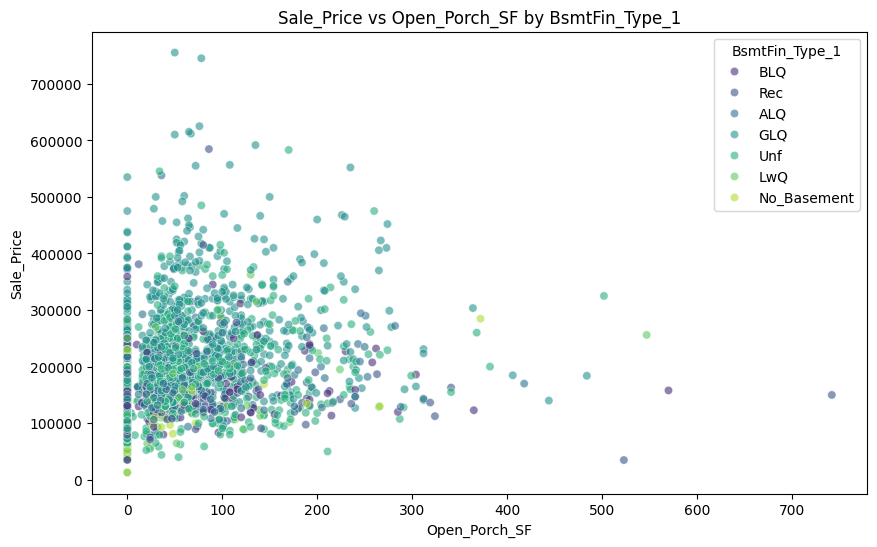 Sale_Price vs Open_Porch_SF by BsmtFin_Type_1
BsmtFin_Type_1
BLQ
Rec
ALQ
GLQ
Unf
LwQ
No_Basement
Sale_Price
700000
600000
500000
400000
300000
200000
100000
0
0 100 200 300 400 500 600 700
Open_Porch_SF